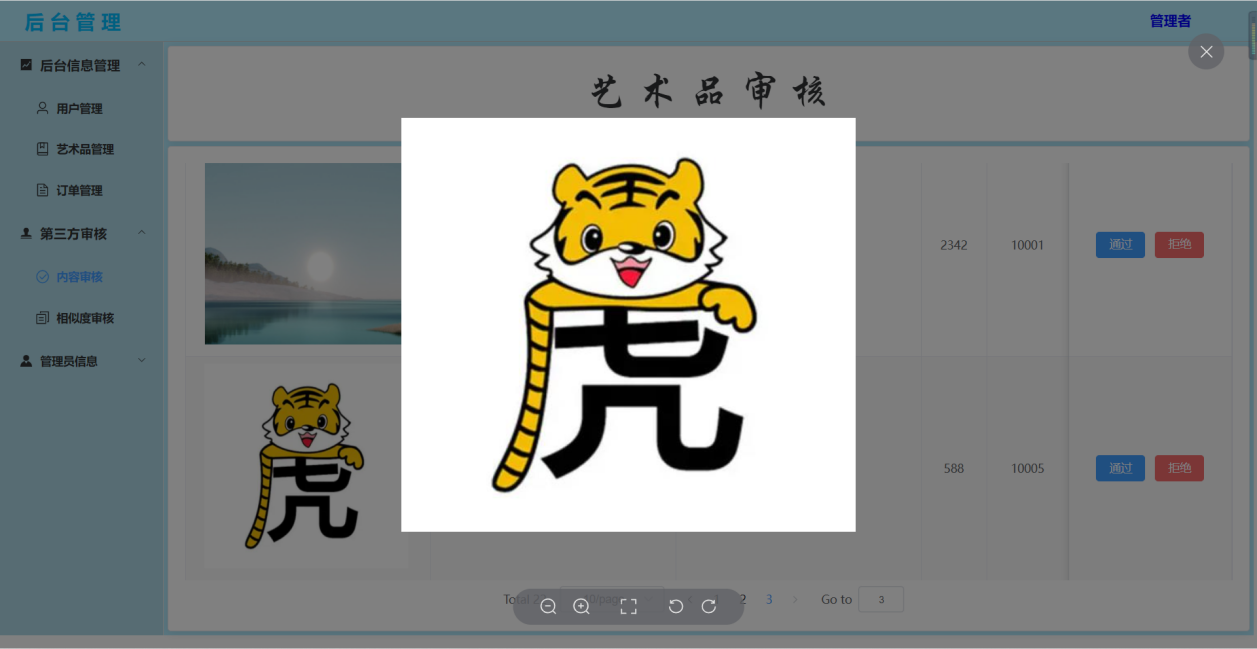 后台管理
管理者
后台信息管理
用户管理
艺术品管理
订单管理
第三方审核
内容审核
相似度审核
管理员信息
艺术品审核
王
虎
2342
10001
通过
拒绝
虎
588
10005
通过
拒绝
Total
1
2
3
Go to
3